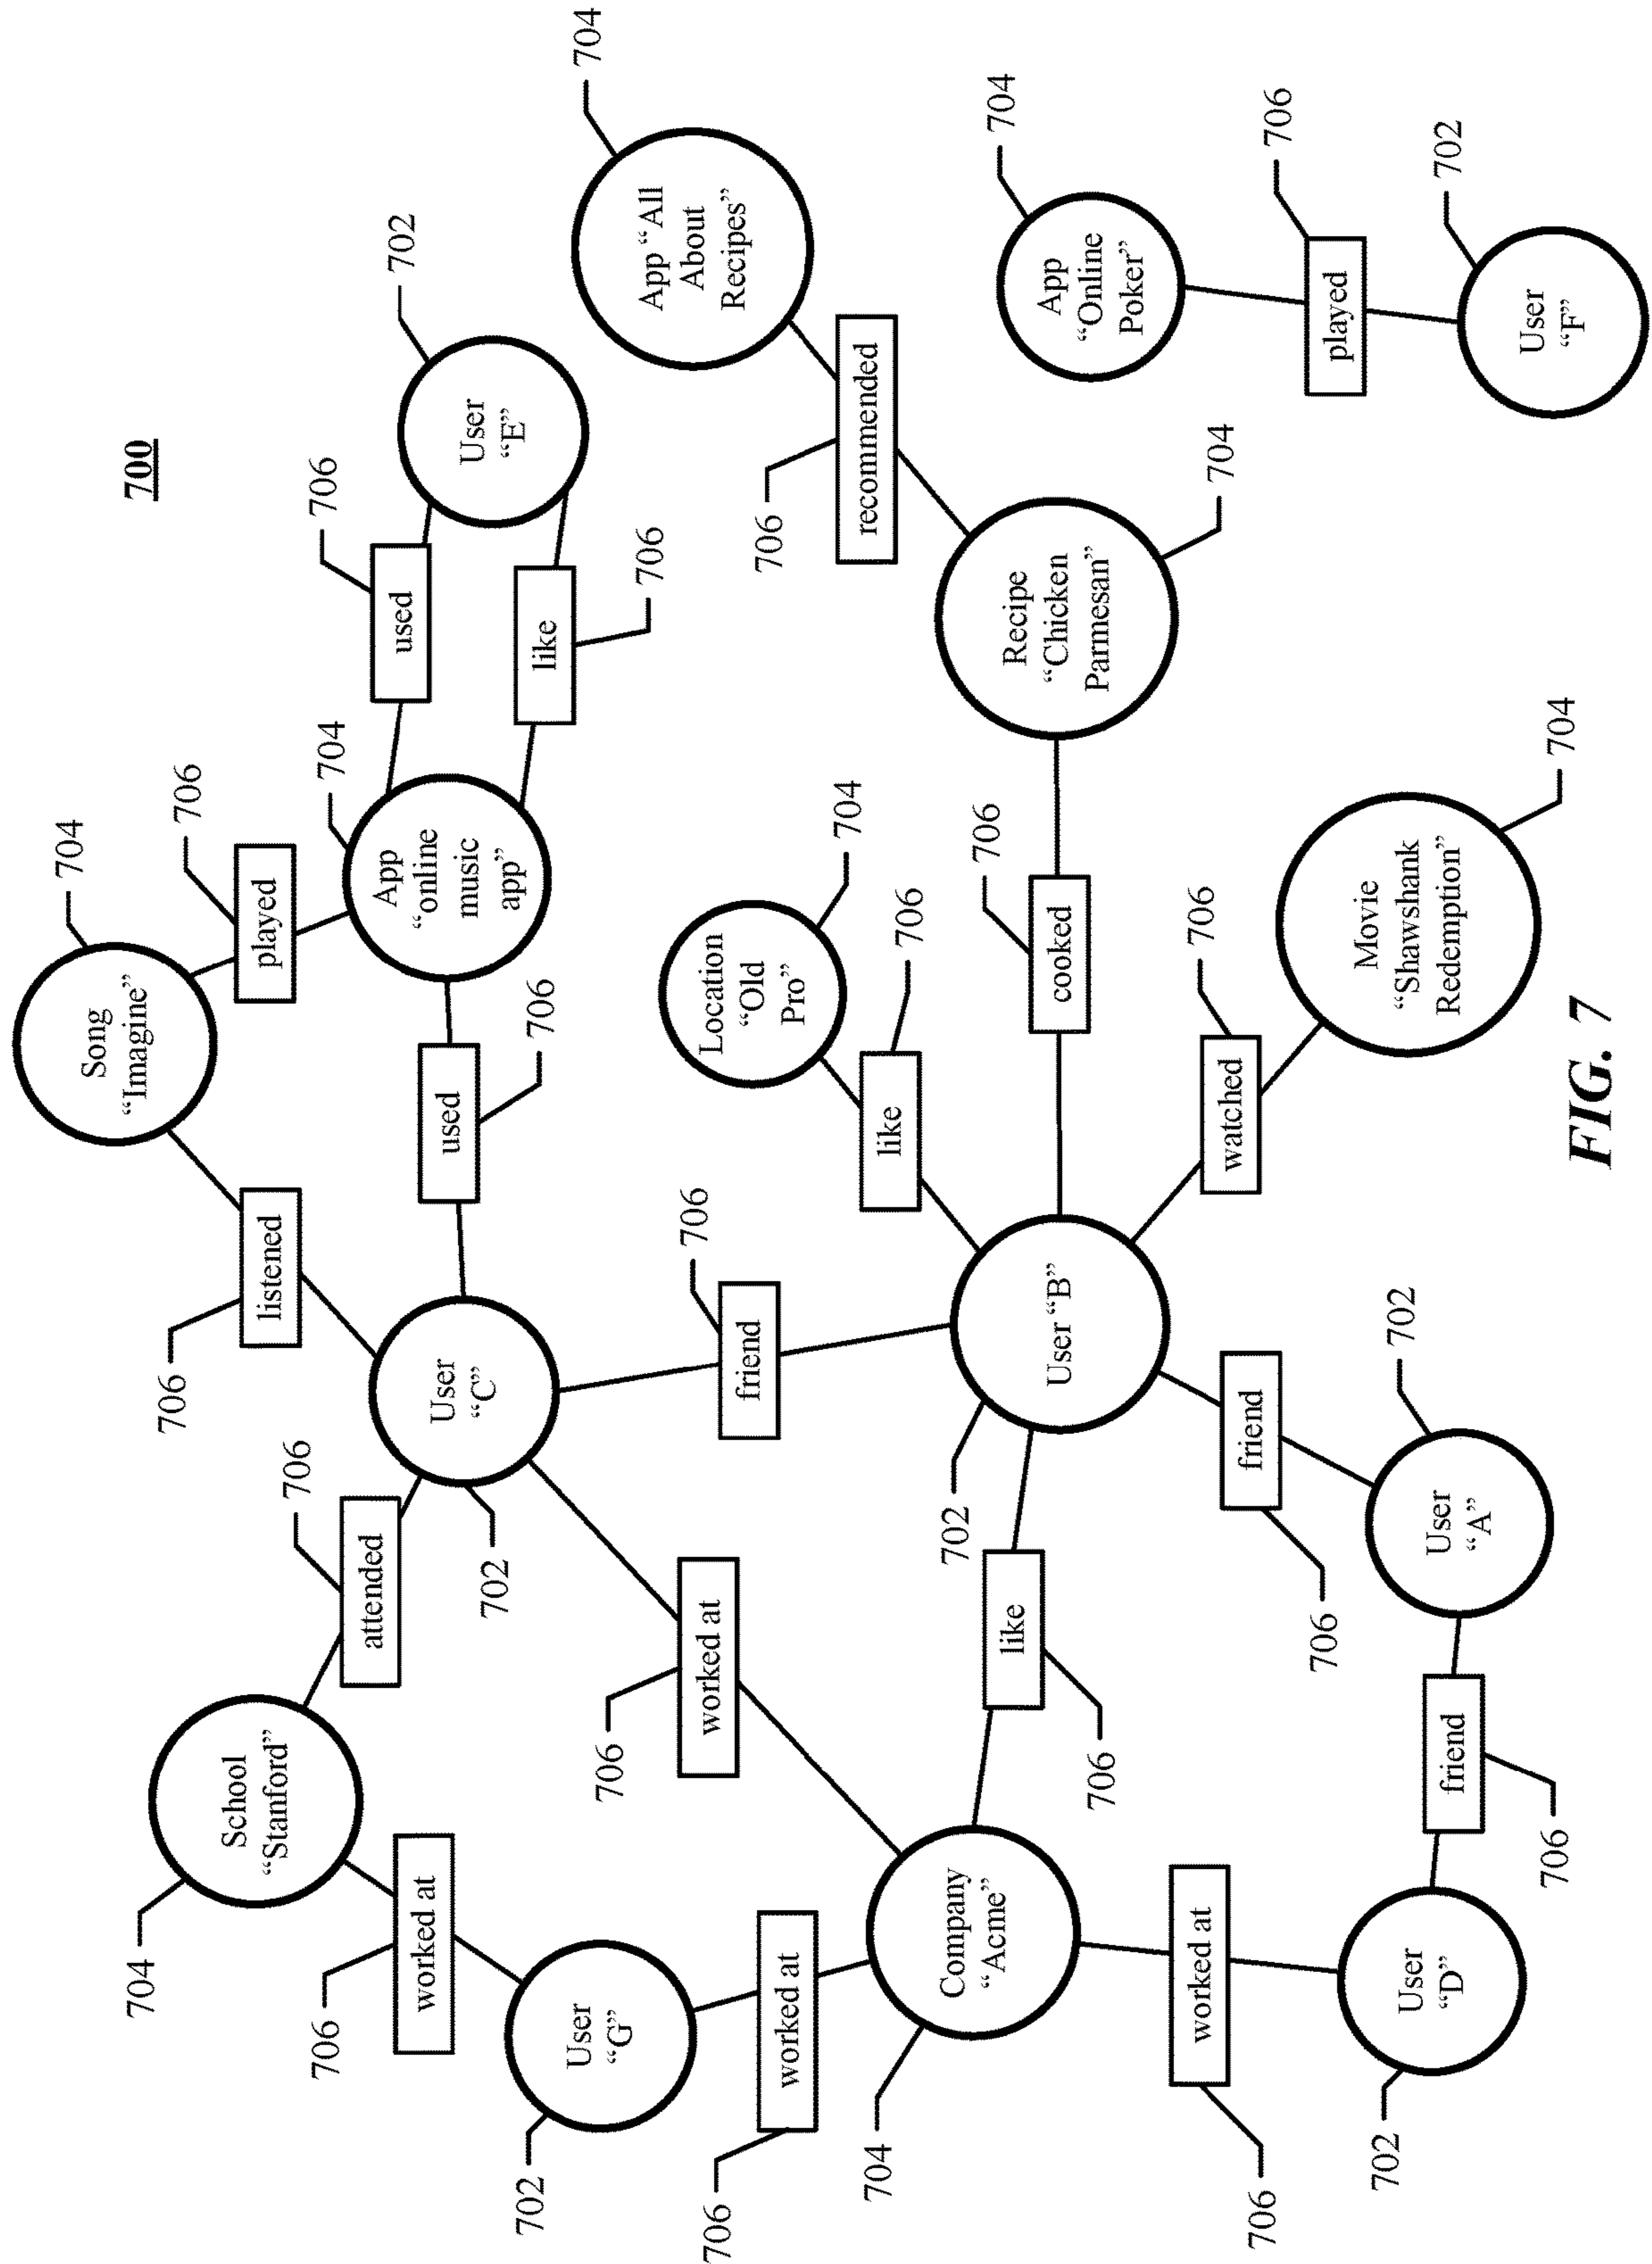 704
Song
“Imagine”
700
704
706
706
School
“Stanford”
listened
played
706
706
706
704
attended
used
702
App
“online
music
app”
worked at
User
“C”
used
User
“E”
702
702
706
like
User
“G”
704
706
706
App “All
About
Recipes”
706
worked at
Location
“Old
Pro”
706
friend
706
worked at
704
recommended
704
like
706
Company
“Acme”
702
706
704
like
Recipe
“Chicken
Parmesan”
User “B”
cooked
App
“Online
Poker”
706
worked at
706
704
watched
friend
706
706
706
played
Movie
“Shawshank
Redemption”
702
702
User
“D”
User
“A”
702
friend
User
“F”
706
704
FIG. 7